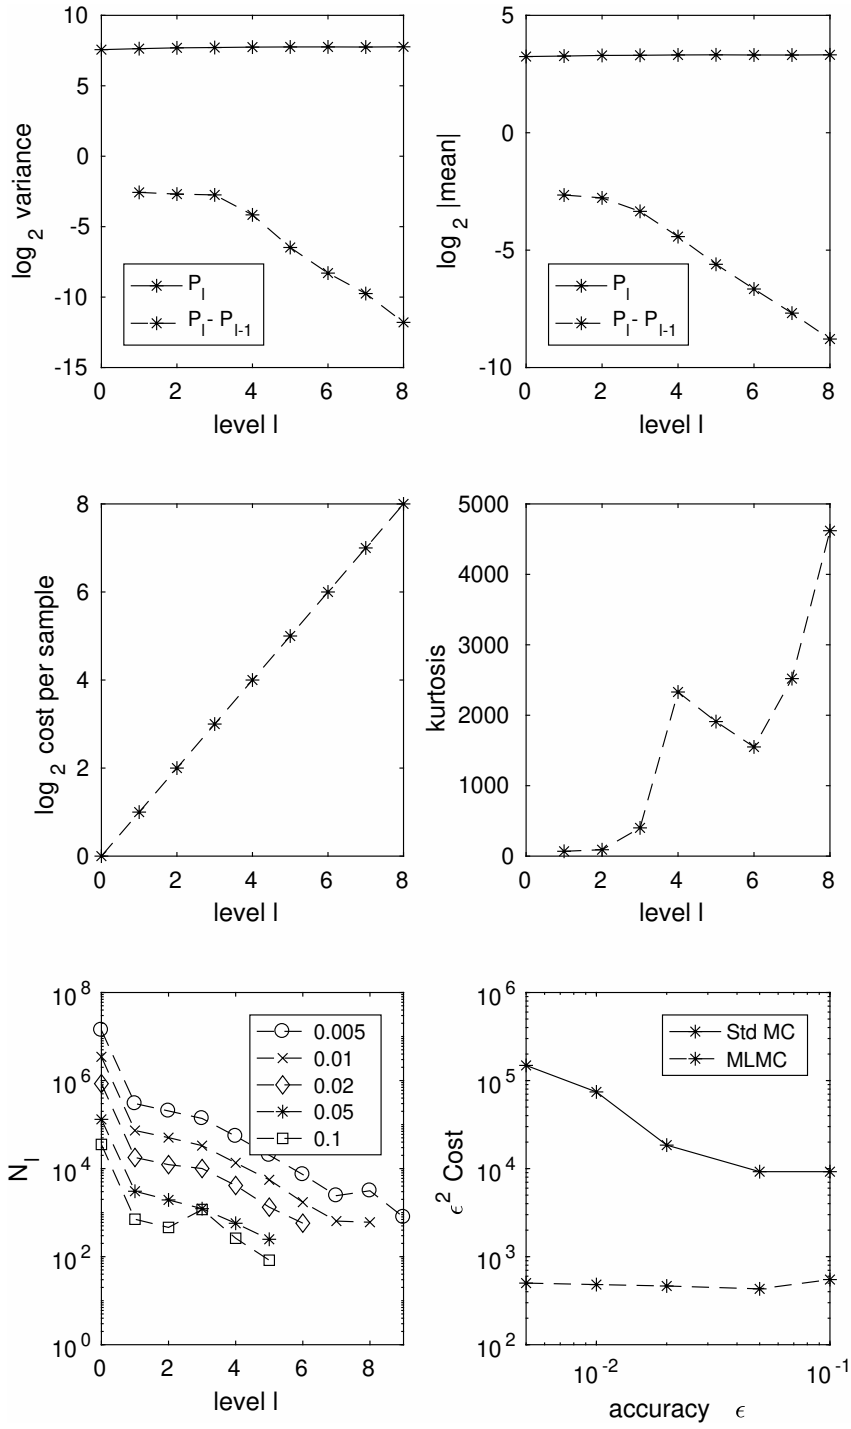 10
5
0
-5
-10
-15
log 2 variance
P l
P l - P l-1
0 2 4 6 8
level l
5
0
-5
-10
log 2 |mean|
P l
P l - P l-1
0 2 4 6 8
level l
8
6
4
2
0
log 2 cost per sample
0 2 4 6 8
level l
5000
4000
3000
2000
1000
0
kurtosis
0 2 4 6 8
level l
10 8
10 6
10 4
10 2
10 0
N l
0.005
0.01
0.02
0.05
0.1
0 2 4 6 8
level l
10 6
10 5
10 4
10 3
10 2
ϵ 2 Cost
Std MC
MLMC
10 -2 10 -1
accuracy ϵ